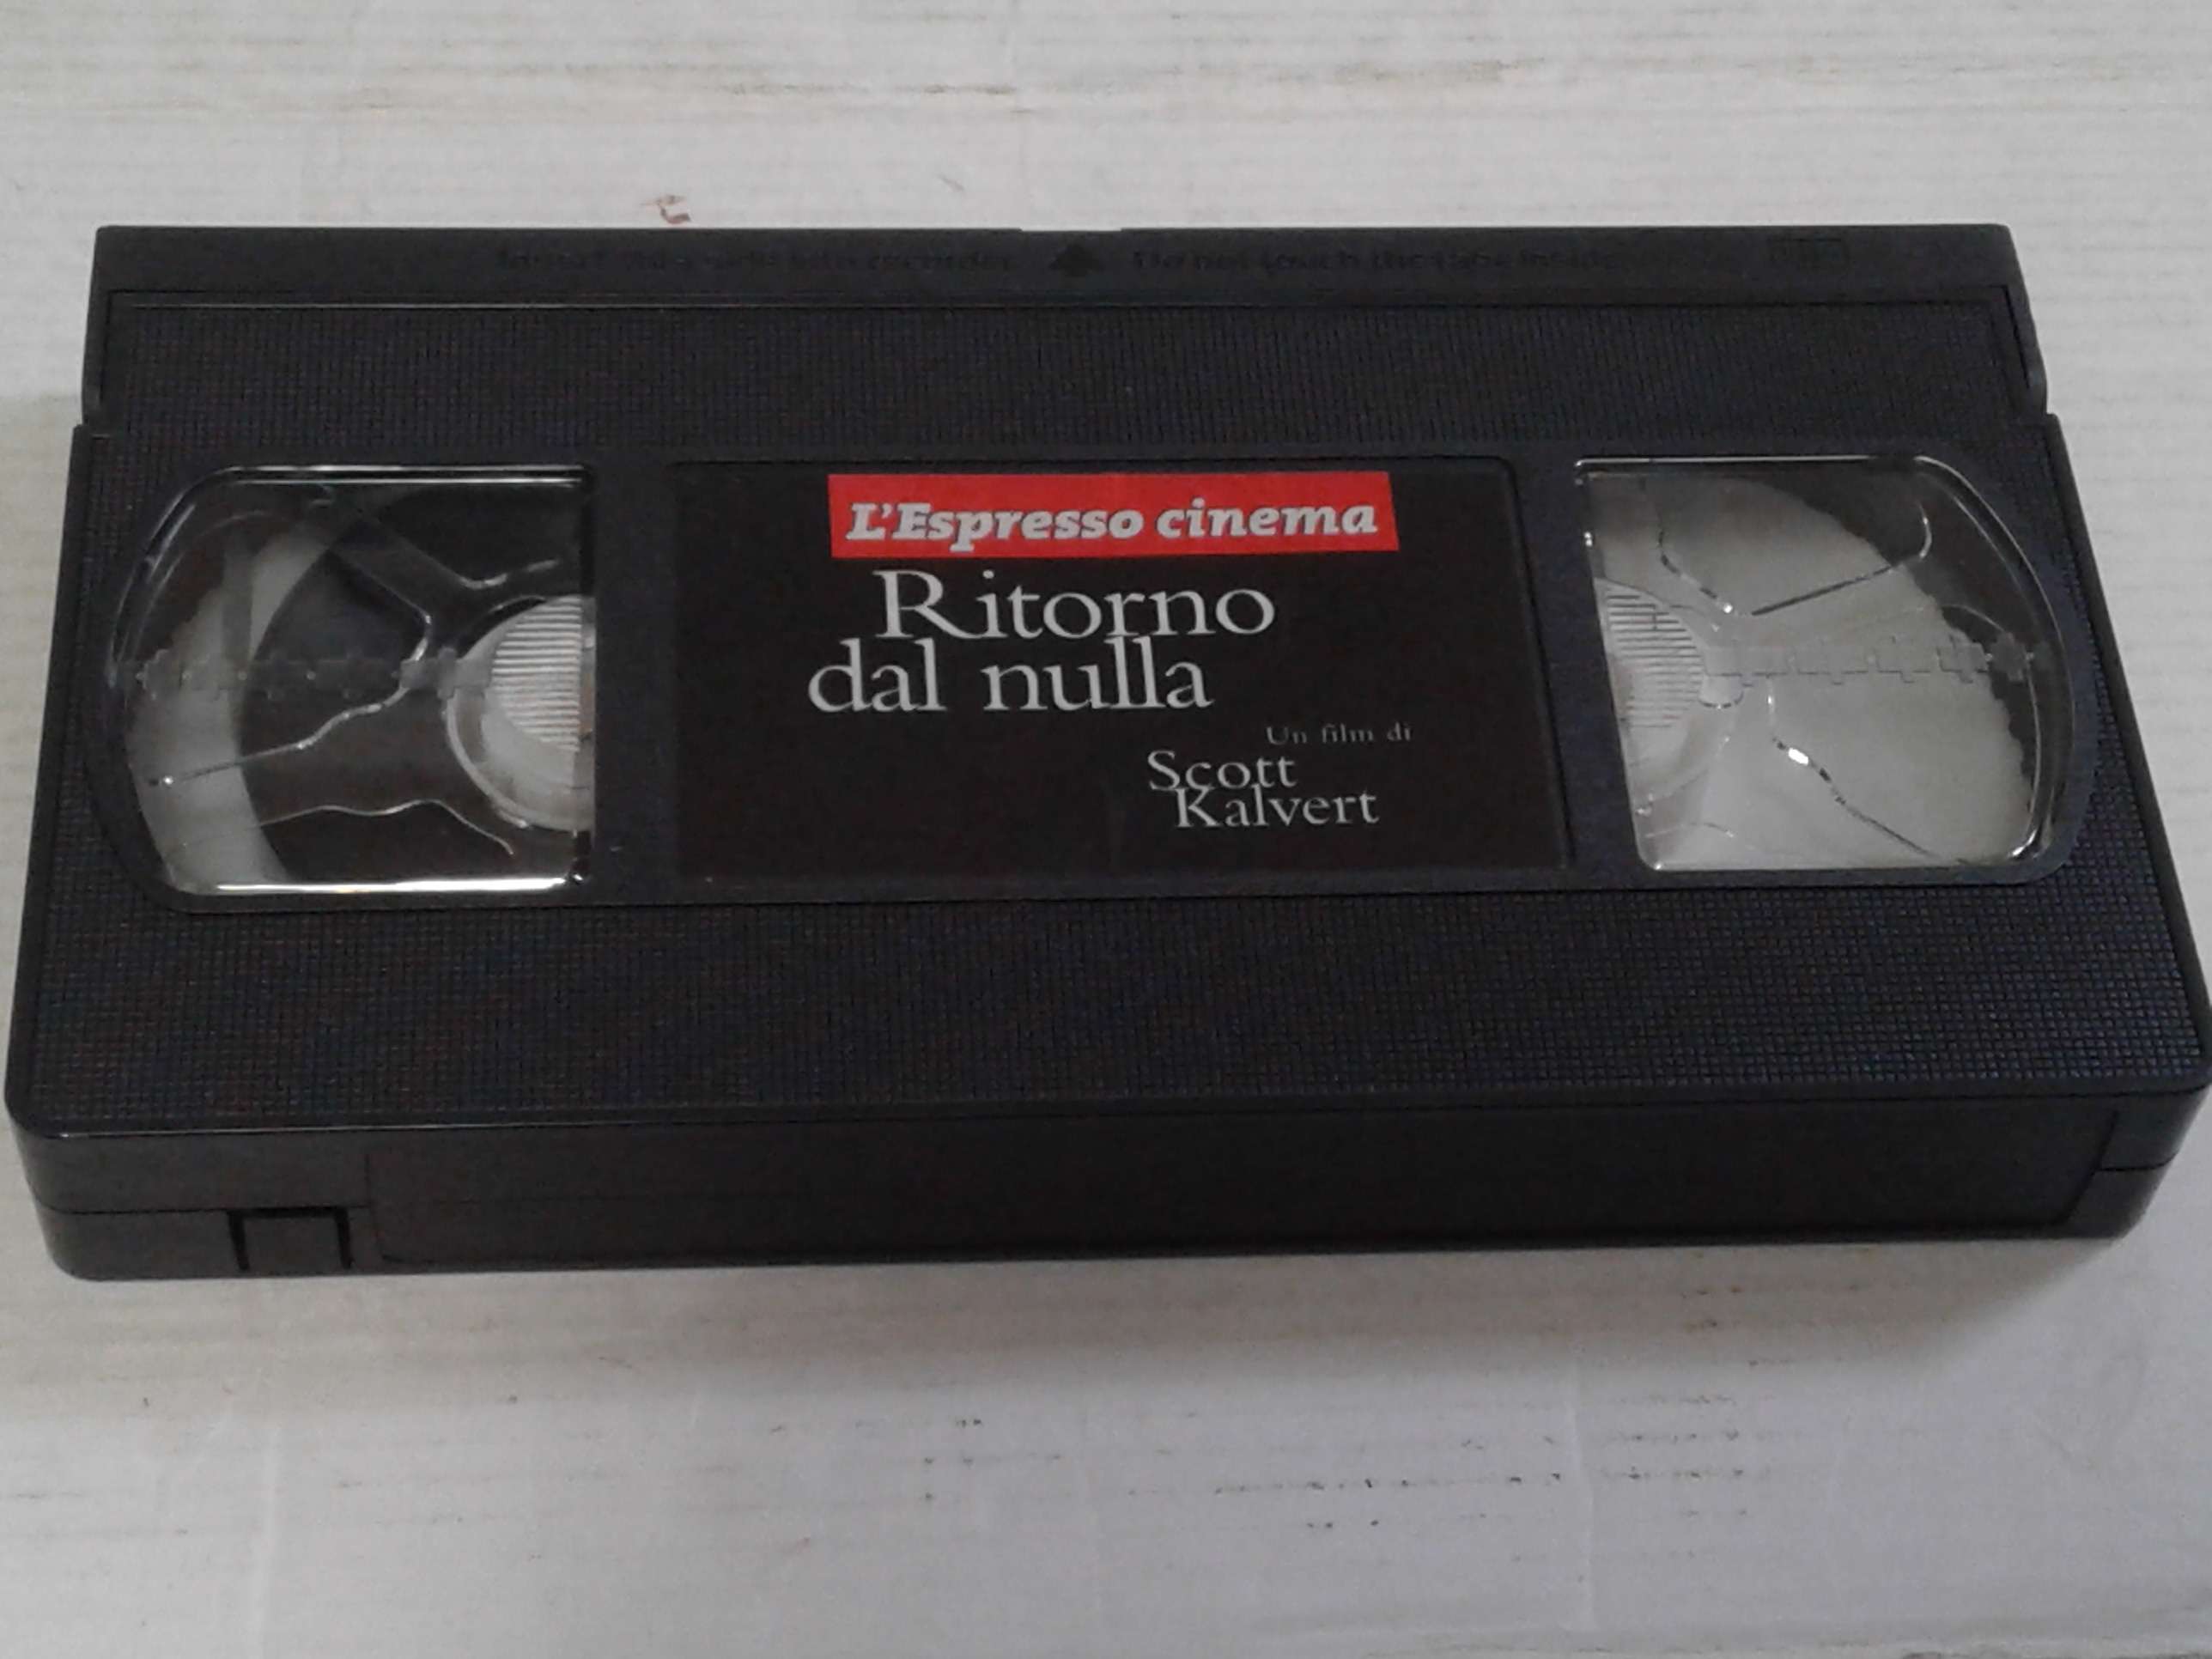 L'Espresso cinema
Ritorno
dal nulla
Un film di
Scott
Kalvert